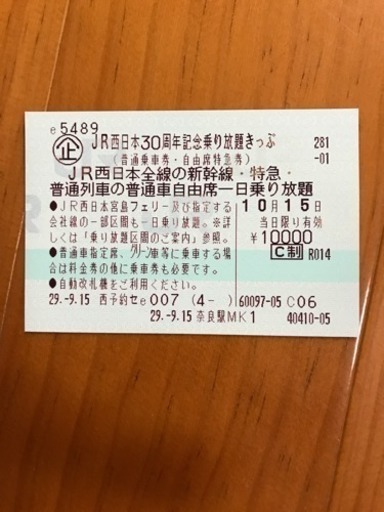 e5489
企 JR西日本30周年記念乗り放題きっぷ 281
(普通乗車券・自由席特急券) -01
JR西日本全線の新幹線・特急・
普通列車の普通車自由席一日乗り放題
●JR西日本宮島フェリー及び指定する 10月15日
会社線の一部区間も一日乗り放題。※詳 当日限り有効
しくは「乗り放題区間のご案内」参照。 ¥10000
●普通車指定席、グリーン車等に乗車する場 C制 R014
合は料金券の他に乗車券も必要です。
●自動改札機をご利用ください。
29.-9.15 西予約セe007 (4- ) 60097-05 C06
29.-9.15 奈良駅MK1 40410-05